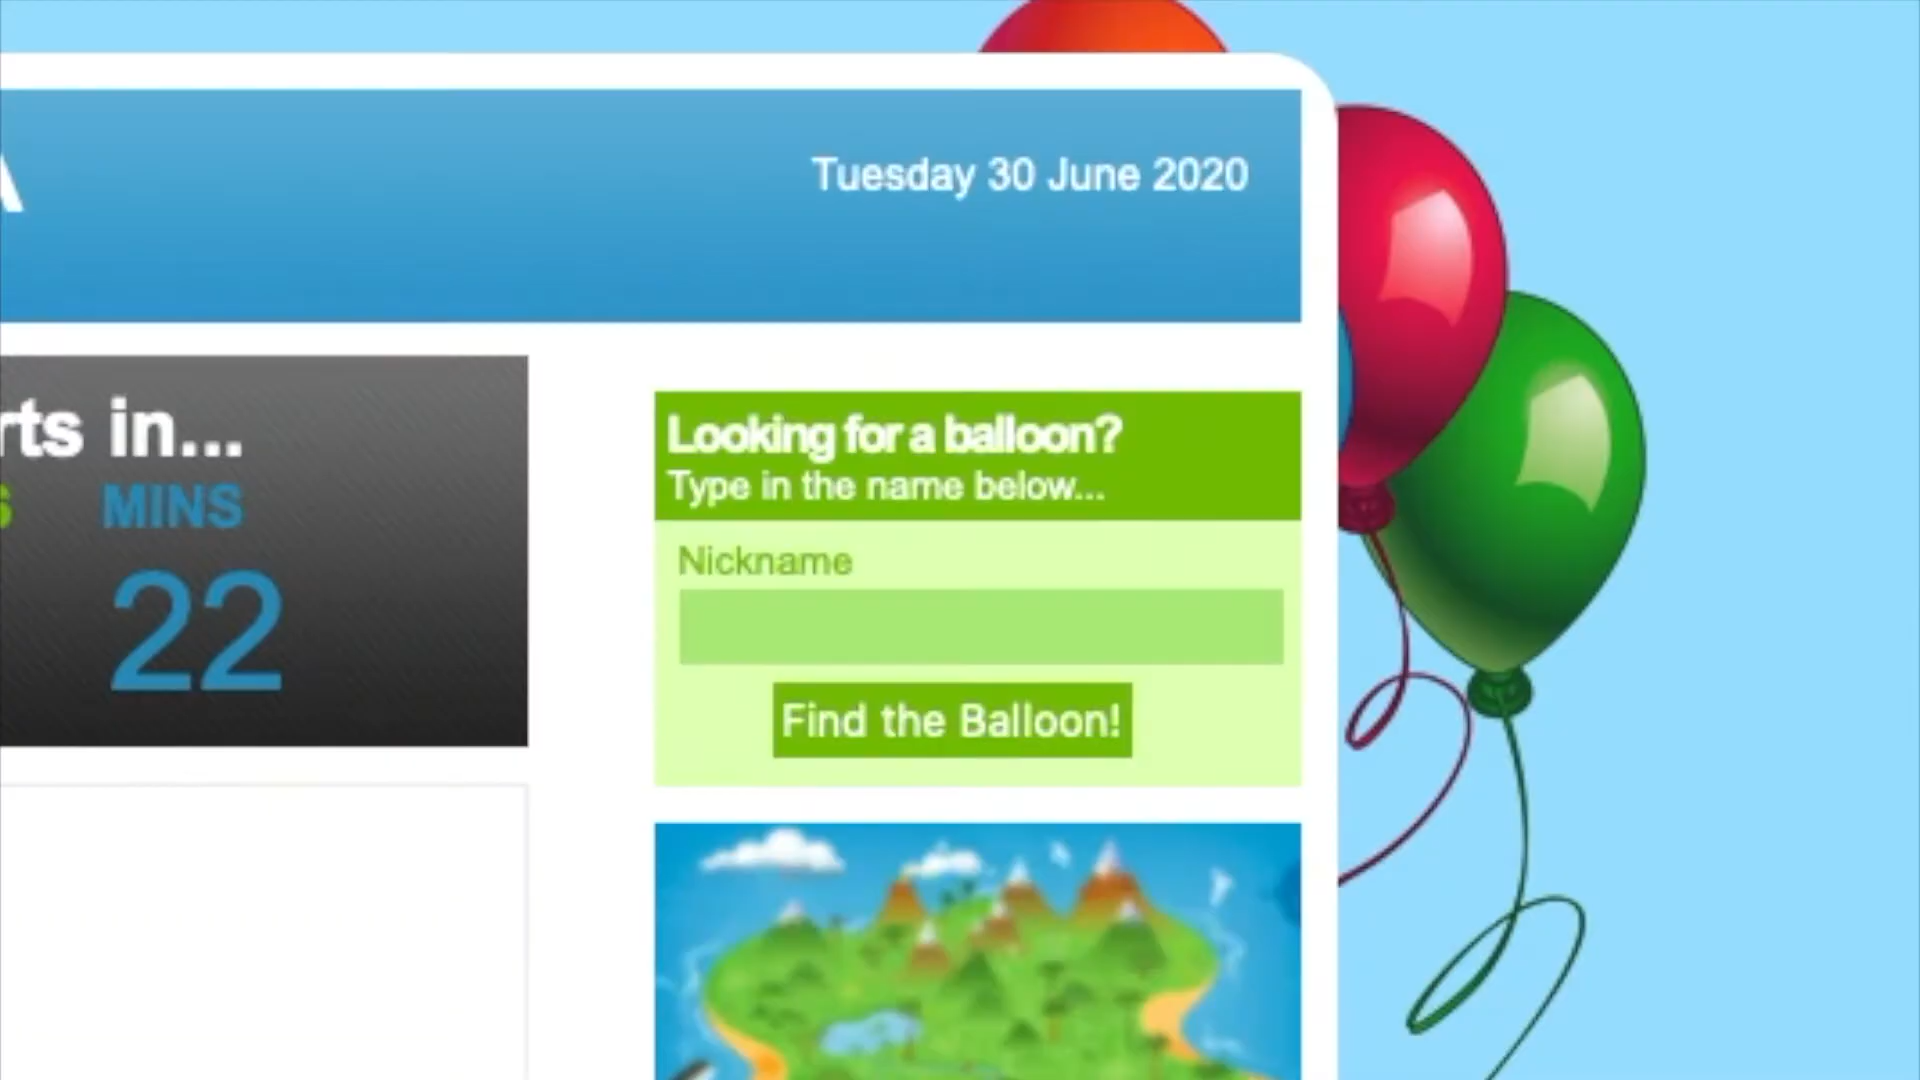 A
Tuesday 30 June 2020
rts in...
S MINS
22
Looking for a balloon?
Type in the name below...
Nickname
Find the Balloon!